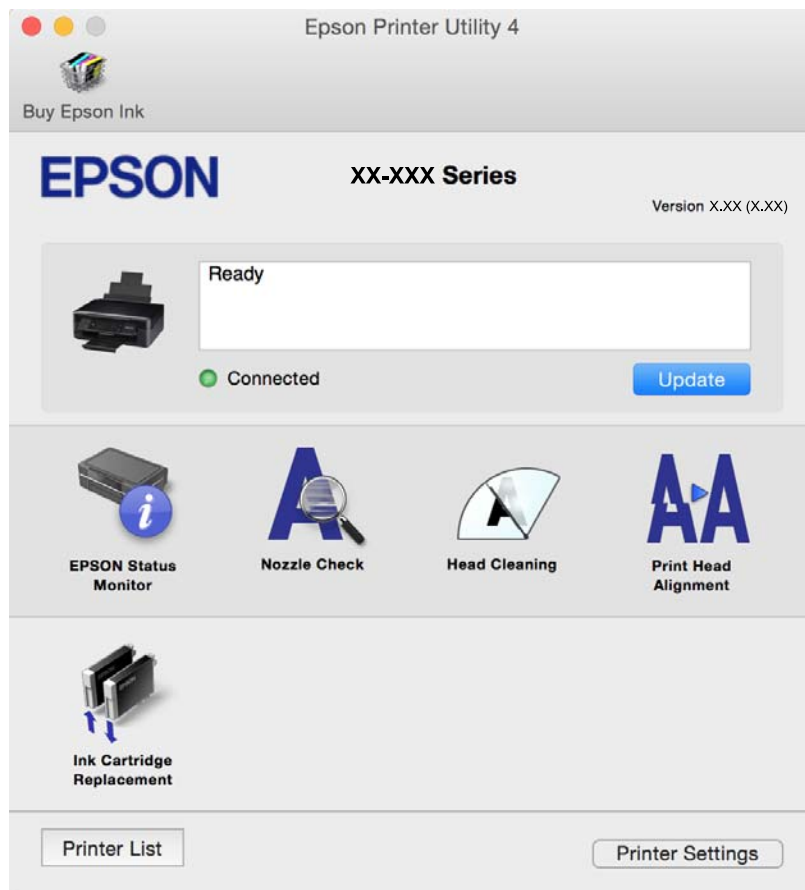 Epson Printer Utility 4
Buy Epson Ink
EPSON
XX-XXX Series
Version X.XX (X.XX)
Ready
Connected
Update
EPSON Status
Monitor
Nozzle Check
Head Cleaning
Print Head
Alignment
Ink Cartridge
Replacement
Printer List
Printer Settings